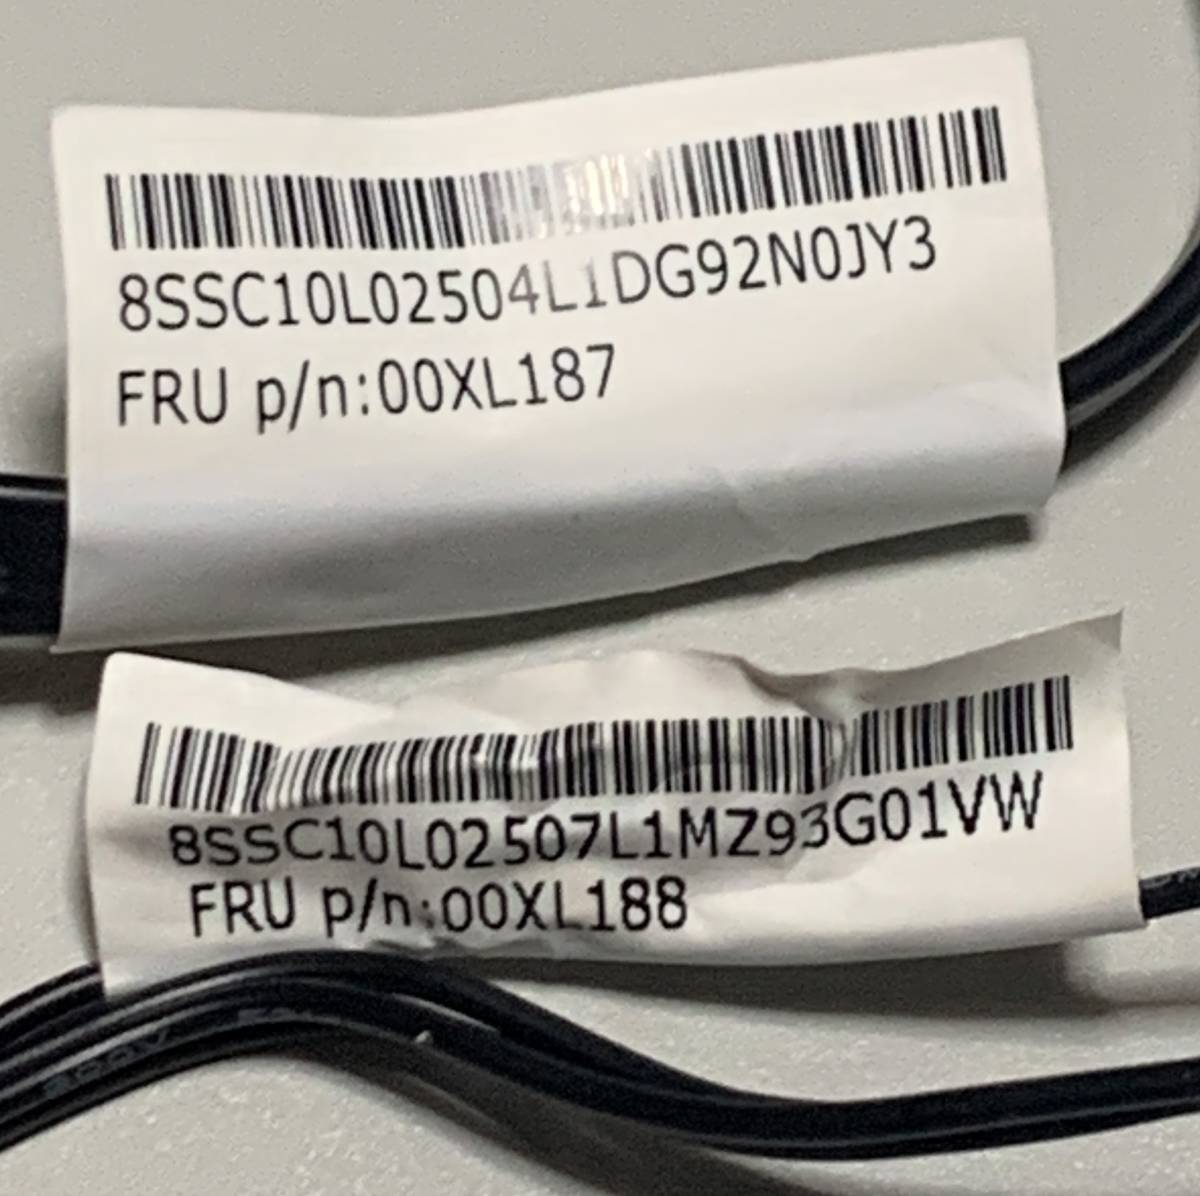 8SSC10L02504L1DG92N0JY3
FRU p/n:00XL187
8SSC10L02507L1MZ93G01VW
FRU p/n:00XL188